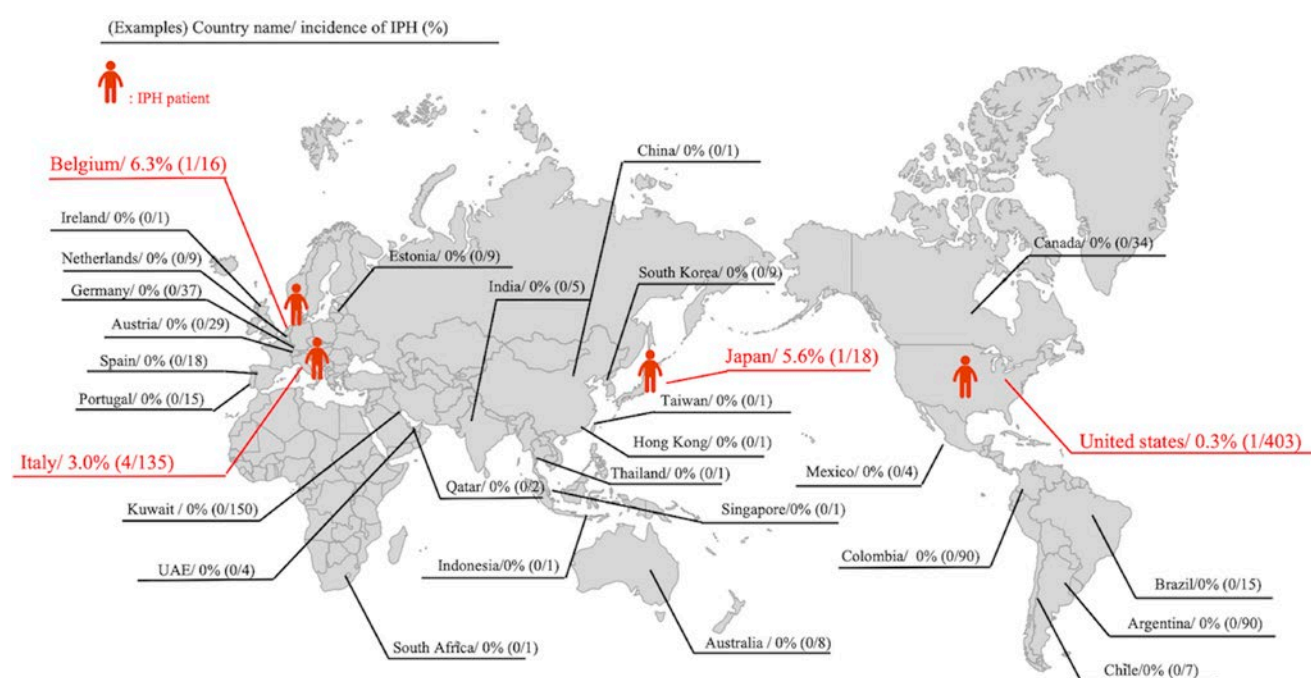 (Examples) Country name/ incidence of IPH (%)
: IPH patient
China/ 0% (0/1)
Belgium/ 6.3% (1/16)
Ireland/ 0% (0/1)
Canada/ 0% (0/34)
Netherlands/ 0% (0/9)
Estonia/ 0% (0/9)
South Korea/ 0% (0/9)
Germany/ 0% (0/37)
India/ 0% (0/5)
Austria/ 0% (0/29)
Spain/ 0% (0/18)
Japan/ 5.6% (1/18)
Portugal/ 0% (0/15)
Taiwan/ 0% (0/1)
Hong Kong/ 0% (0/1)
United states/ 0.3% (1/403)
Italy/ 3.0% (4/135)
Mexico/ 0% (0/4)
Thailand/ 0% (0/1)
Qatar/ 0% (0/2)
Kuwait / 0% (0/150)
Singapore/0% (0/1)
Colombia/ 0% (0/90)
UAE/ 0% (0/4)
Indonesia/0% (0/1)
Brazil/0% (0/15)
Argentina/ 0% (0/90)
South Africa/ 0% (0/1)
Australia / 0% (0/8)
Chile/0% (0/7)